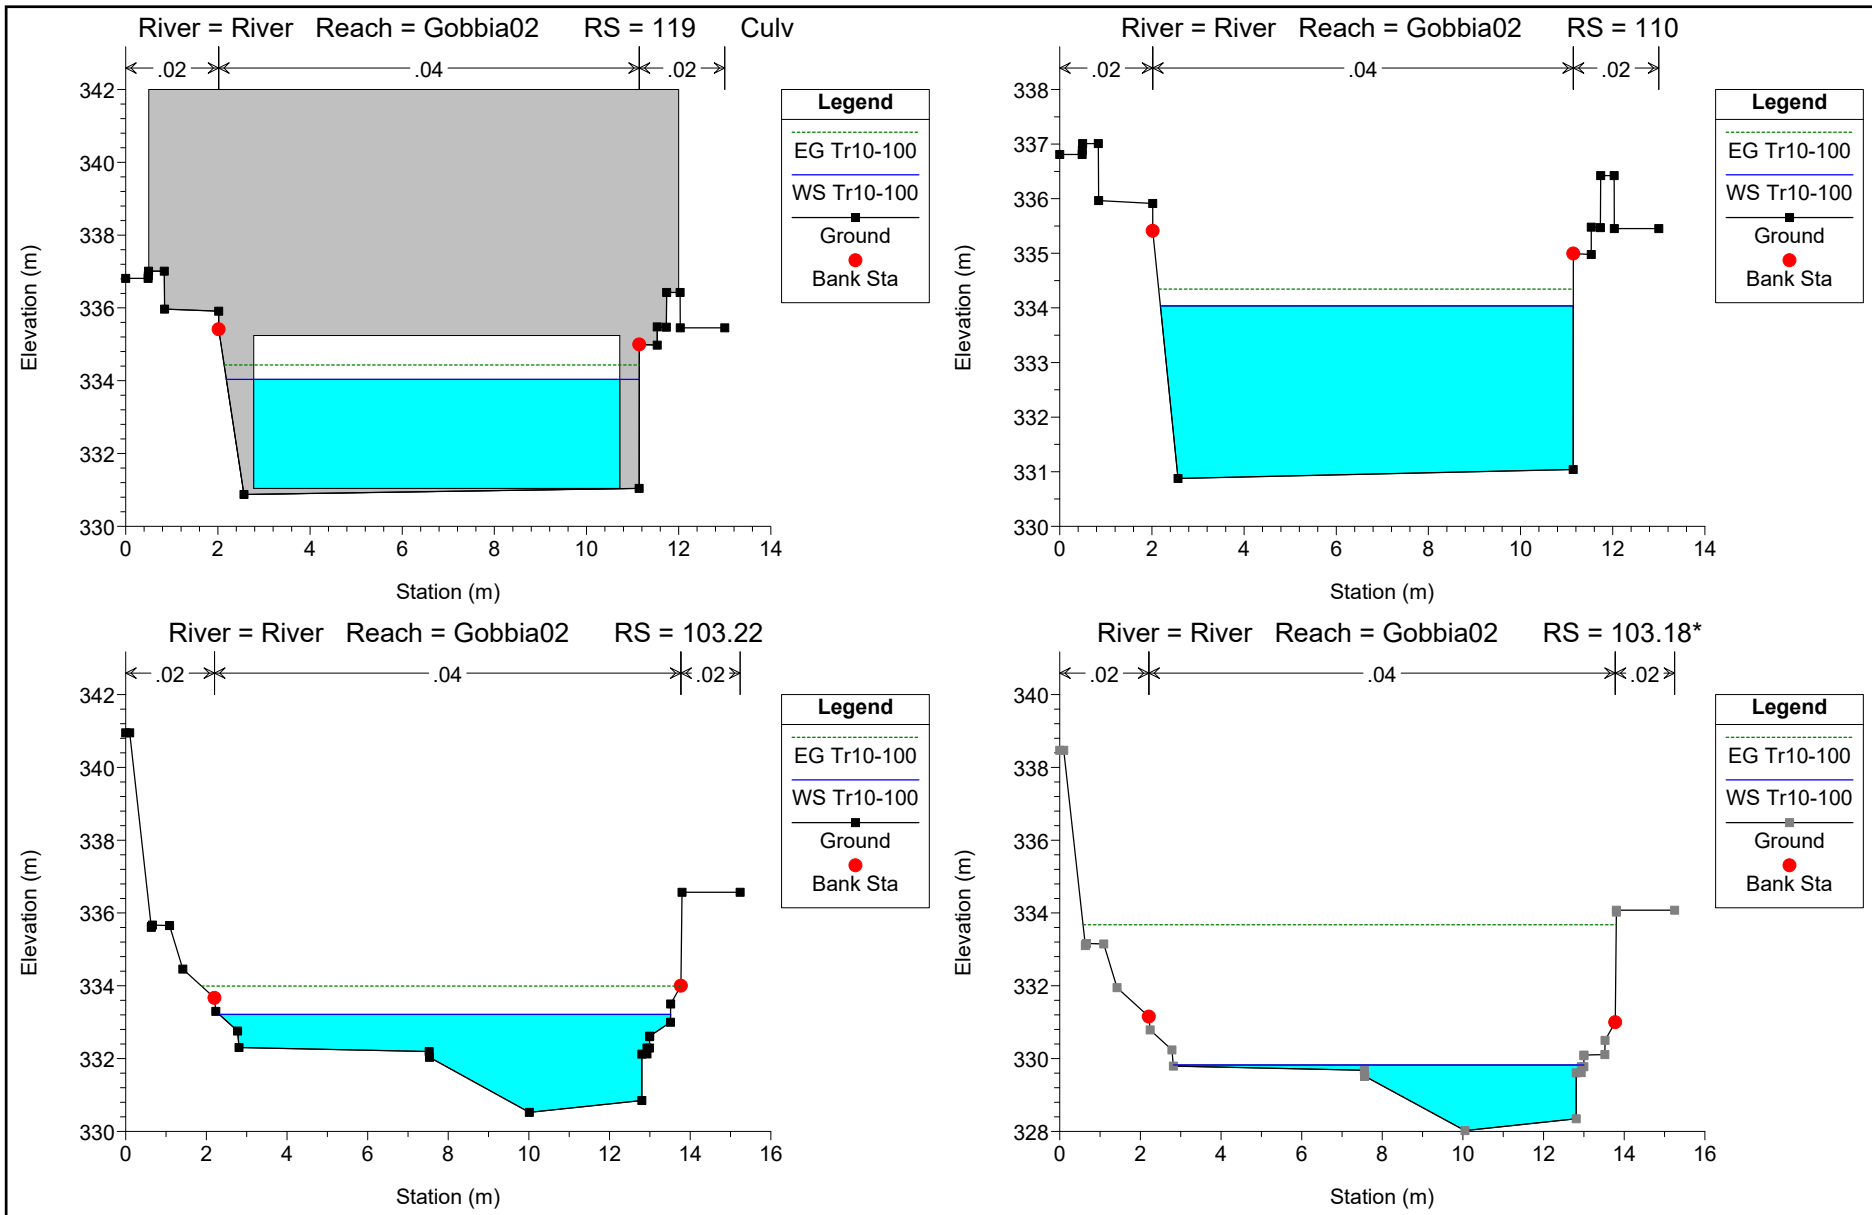 River = River Reach = Gobbia02 RS = 119 Culv
.02 .04 .02
342
340
338
336
334
332
330
Elevation (m)
0 2 4 6 8 10 12 14
Station (m)
Legend
EG Tr10-100
WS Tr10-100
Ground
Bank Sta
River = River Reach = Gobbia02 RS = 110
.02 .04 .02
338
337
336
335
334
333
332
331
330
Elevation (m)
0 2 4 6 8 10 12 14
Station (m)
Legend
EG Tr10-100
WS Tr10-100
Ground
Bank Sta
River = River Reach = Gobbia02 RS = 103.22
.02 .04 .02
342
340
338
336
334
332
330
Elevation (m)
0 2 4 6 8 10 12 14 16
Station (m)
Legend
EG Tr10-100
WS Tr10-100
Ground
Bank Sta
River = River Reach = Gobbia02 RS = 103.18*
.02 .04 .02
340
338
336
334
332
330
328
Elevation (m)
0 2 4 6 8 10 12 14 16
Station (m)
Legend
EG Tr10-100
WS Tr10-100
Ground
Bank Sta